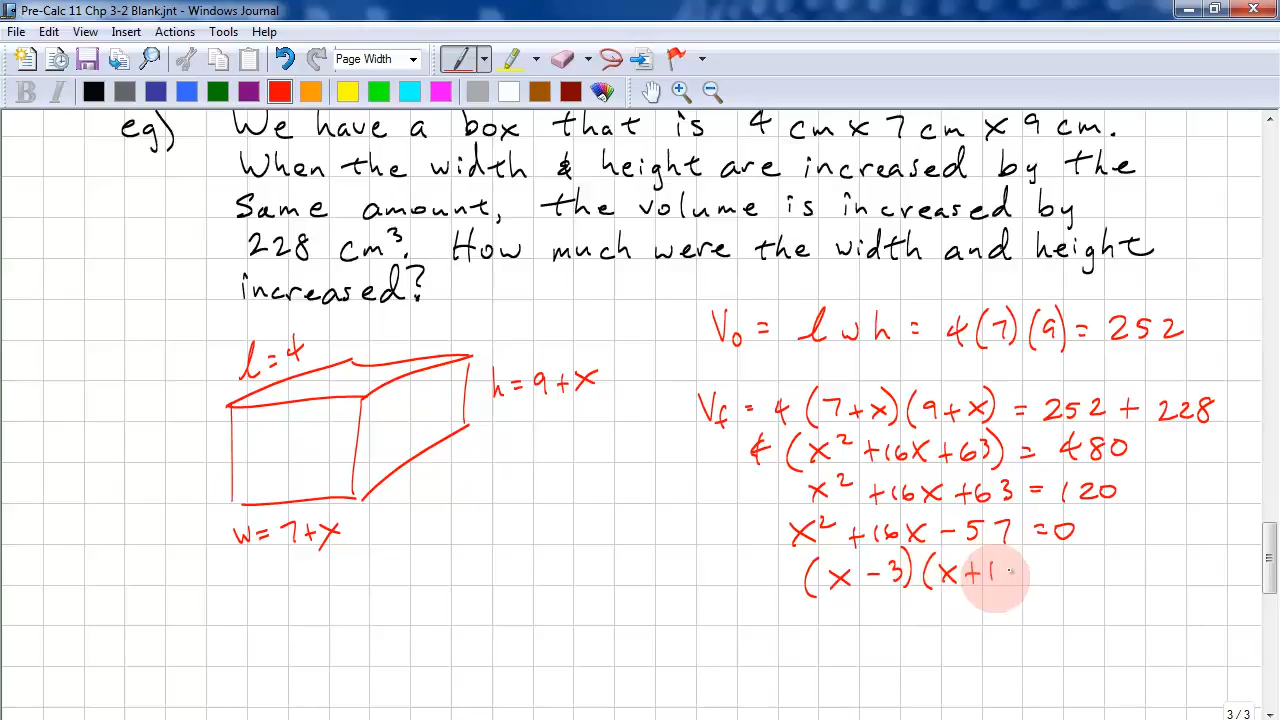 Pre-Calc 11 Chp 3-2 Blank.jnt - Windows Journal
File Edit View Insert Actions Tools Help
Page Width
B I
eg) We have a box that is 4 cm x 7 cm x 9 cm.
When the width & height are increased by the
Same amount, the volume is increased by
228 cm³. How much were the width and height
increased?
V₀ = l w h = 4(7)(9) = 252
l = 4
h = 9 + x
w = 7 + x
V_f = 4(7+x)(9+x) = 252 + 228
4(x² + 16x + 63) = 480
x² + 16x + 63 = 120
x² + 16x - 57 = 0
(x - 3)(x + 1
3/3